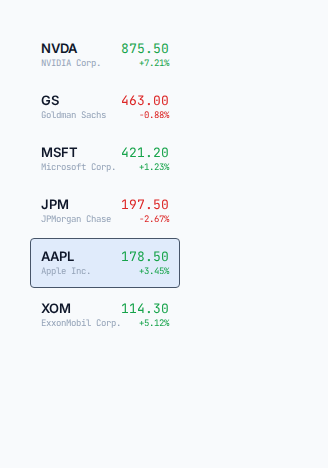 NVDA 875.50
NVIDIA Corp. +7.21%
GS 463.00
Goldman Sachs -0.88%
MSFT 421.20
Microsoft Corp. +1.23%
JPM 197.50
JPMorgan Chase -2.67%
AAPL 178.50
Apple Inc. +3.45%
XOM 114.30
ExxonMobil Corp. +5.12%